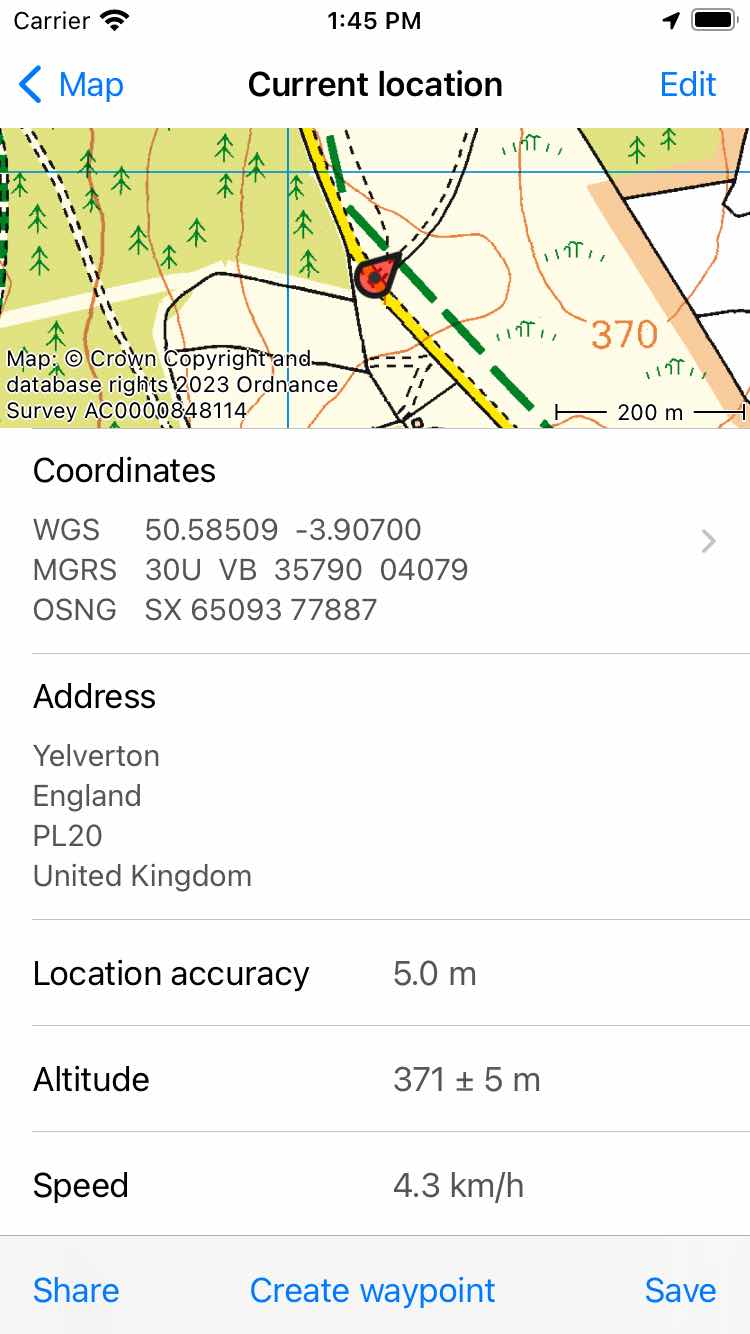 Carrier 1:45 PM
Map Current location Edit
370
Map: © Crown Copyright and
database rights 2023 Ordnance
Survey AC0000848114
200 m
Coordinates
WGS 50.58509 -3.90700
MGRS 30U VB 35790 04079
OSNG SX 65093 77887
Address
Yelverton
England
PL20
United Kingdom
Location accuracy 5.0 m
Altitude 371 ± 5 m
Speed 4.3 km/h
Share Create waypoint Save